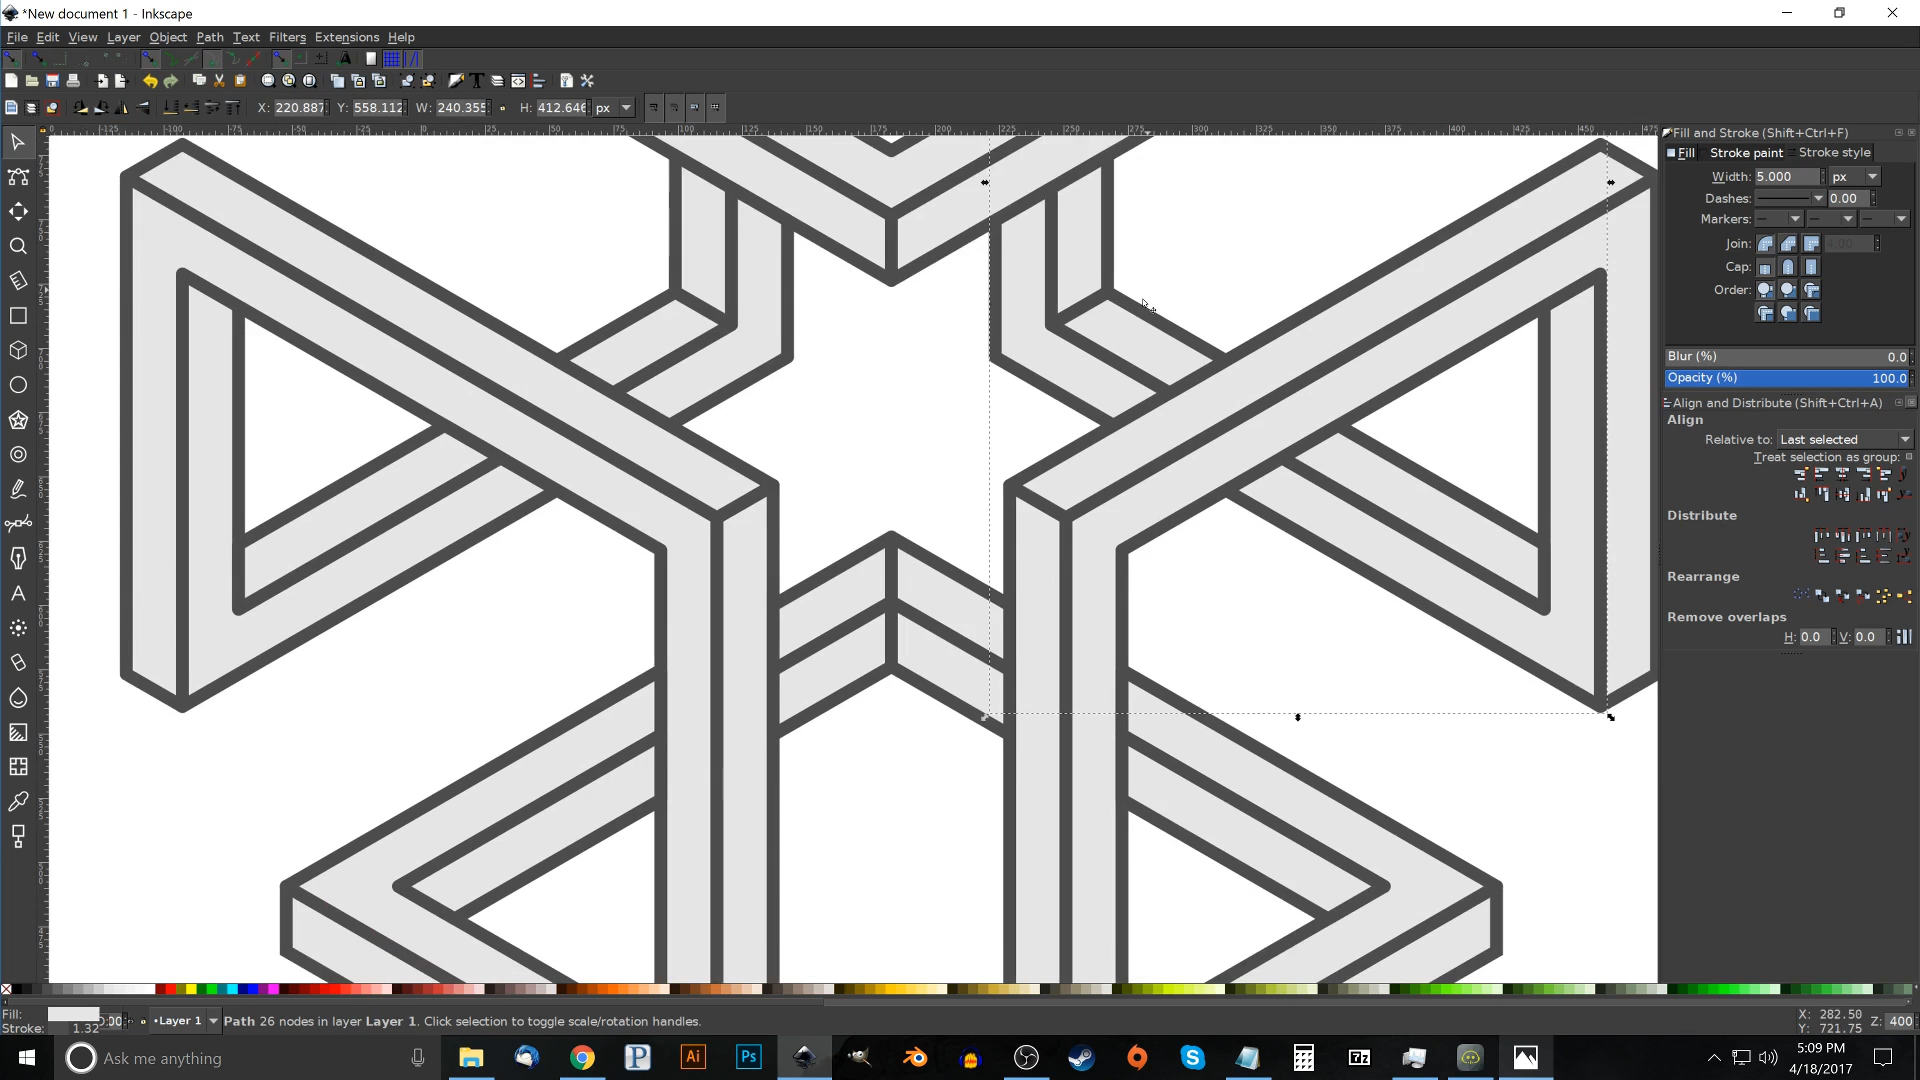 *New document 1 - Inkscape
File Edit View Layer Object Path Text Filters Extensions Help
X: 220.887 Y: 558.112 W: 240.355 H: 412.646 px
Fill and Stroke (Shift+Ctrl+F)
Fill Stroke paint Stroke style
Width: 5.000 px
Dashes: 0.00
Markers:
Join: 4.00
Cap:
Order:
Blur (%) 0.0
Opacity (%) 100.0
Align and Distribute (Shift+Ctrl+A)
Align
Relative to: Last selected
Treat selection as group:
Distribute
Rearrange
Remove overlaps
H: 0.0 V: 0.0
Fill:
Stroke: 1.32
•Layer 1 Path 26 nodes in layer Layer 1. Click selection to toggle scale/rotation handles.
X: 282.50
Y: 721.75
Z: 400
Ask me anything
Ai
Ps
7z
5:09 PM
4/18/2017